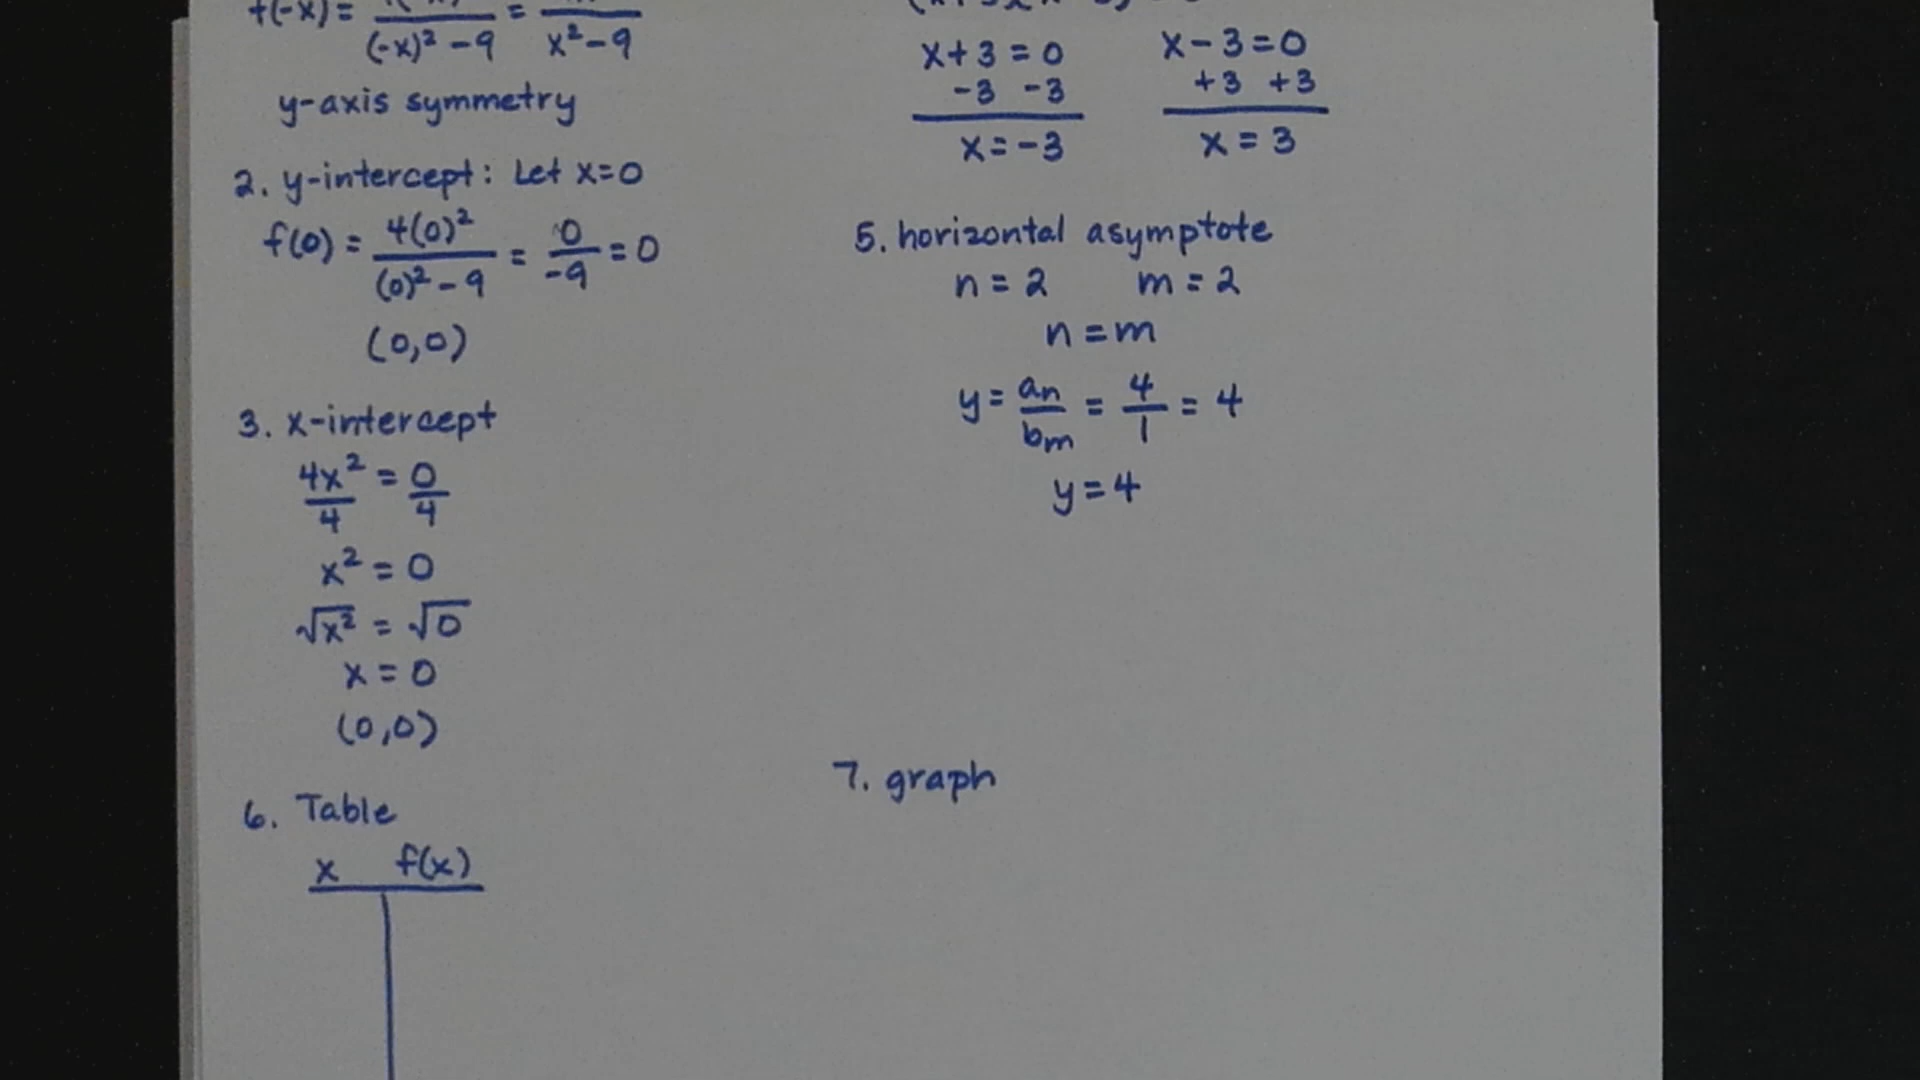 f(-x) = —— = ——
(-x)² - 9   x² - 9
y-axis symmetry
2. y-intercept: Let x=0
f(0) = 4(0)² / (0)² - 9 = 0 / -9 = 0
(0,0)
3. x-intercept
4x² / 4 = 0 / 4
x² = 0
√x² = √0
x = 0
(0,0)
x+3 = 0   x-3=0
-3 -3   +3 +3
x=-3   x = 3
5. horizontal asymptote
n = 2   m = 2
n = m
y = an / bm = 4 / 1 = 4
y = 4
6. Table
x   f(x)
7. graph